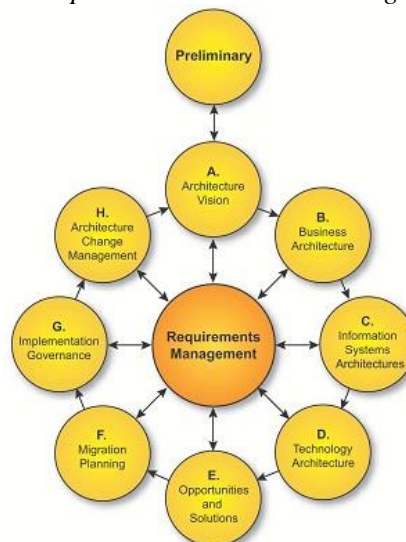 Preliminary
A.
Architecture
Vision
H.
Architecture
Change
Management
B.
Business
Architecture
G.
Implementation
Governance
Requirements
Management
C.
Information
Systems
Architectures
F.
Migration
Planning
D.
Technology
Architecture
E.
Opportunities
and
Solutions